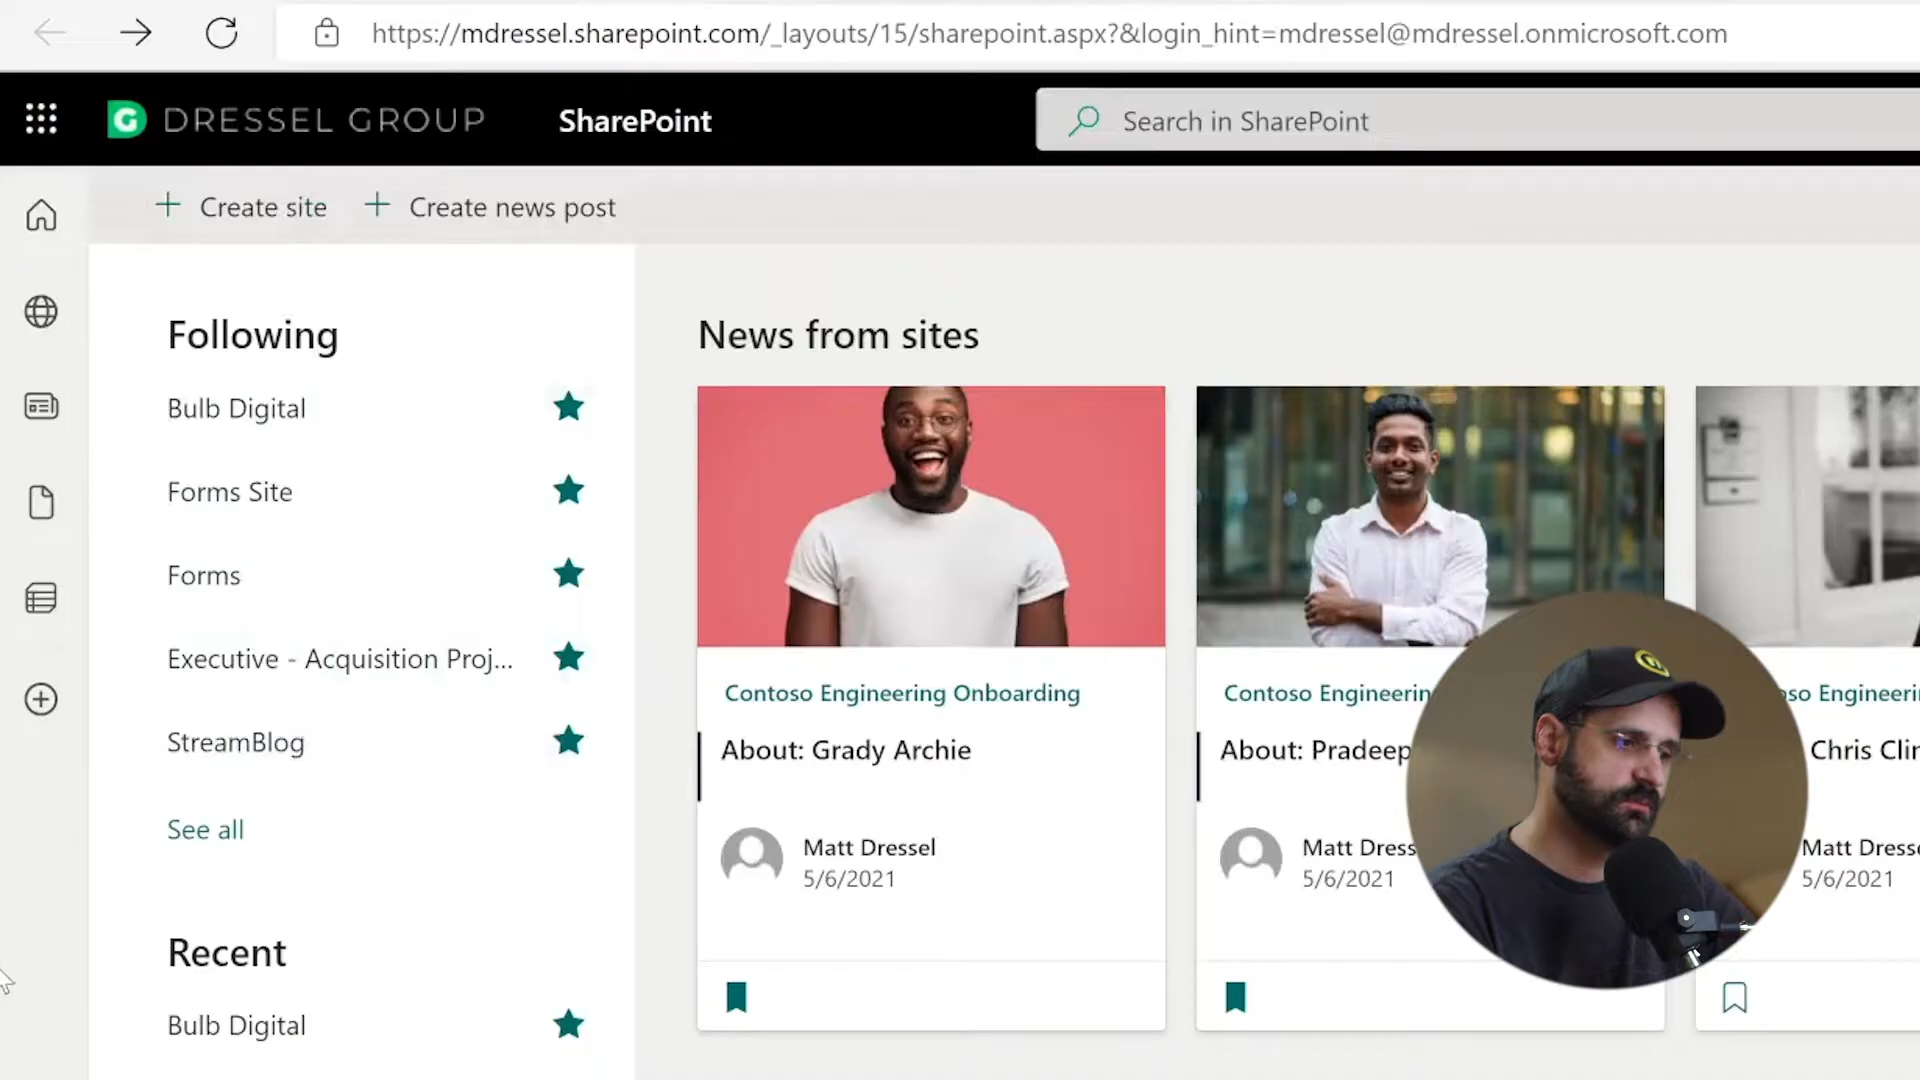 https://mdressel.sharepoint.com/_layouts/15/sharepoint.aspx?&login_hint=mdressel@mdressel.onmicrosoft.com
G DRESSEL GROUP
SharePoint
Search in SharePoint
+ Create site
+ Create news post
Following
Bulb Digital
Forms Site
Forms
Executive - Acquisition Proj...
StreamBlog
See all
Recent
Bulb Digital
News from sites
Contoso Engineering Onboarding
About: Grady Archie
Matt Dressel
5/6/2021
Contoso Engineerin
About: Pradeep
Matt Dress
5/6/2021
oso Engineeri
Chris Clin
Matt Dresse
5/6/2021